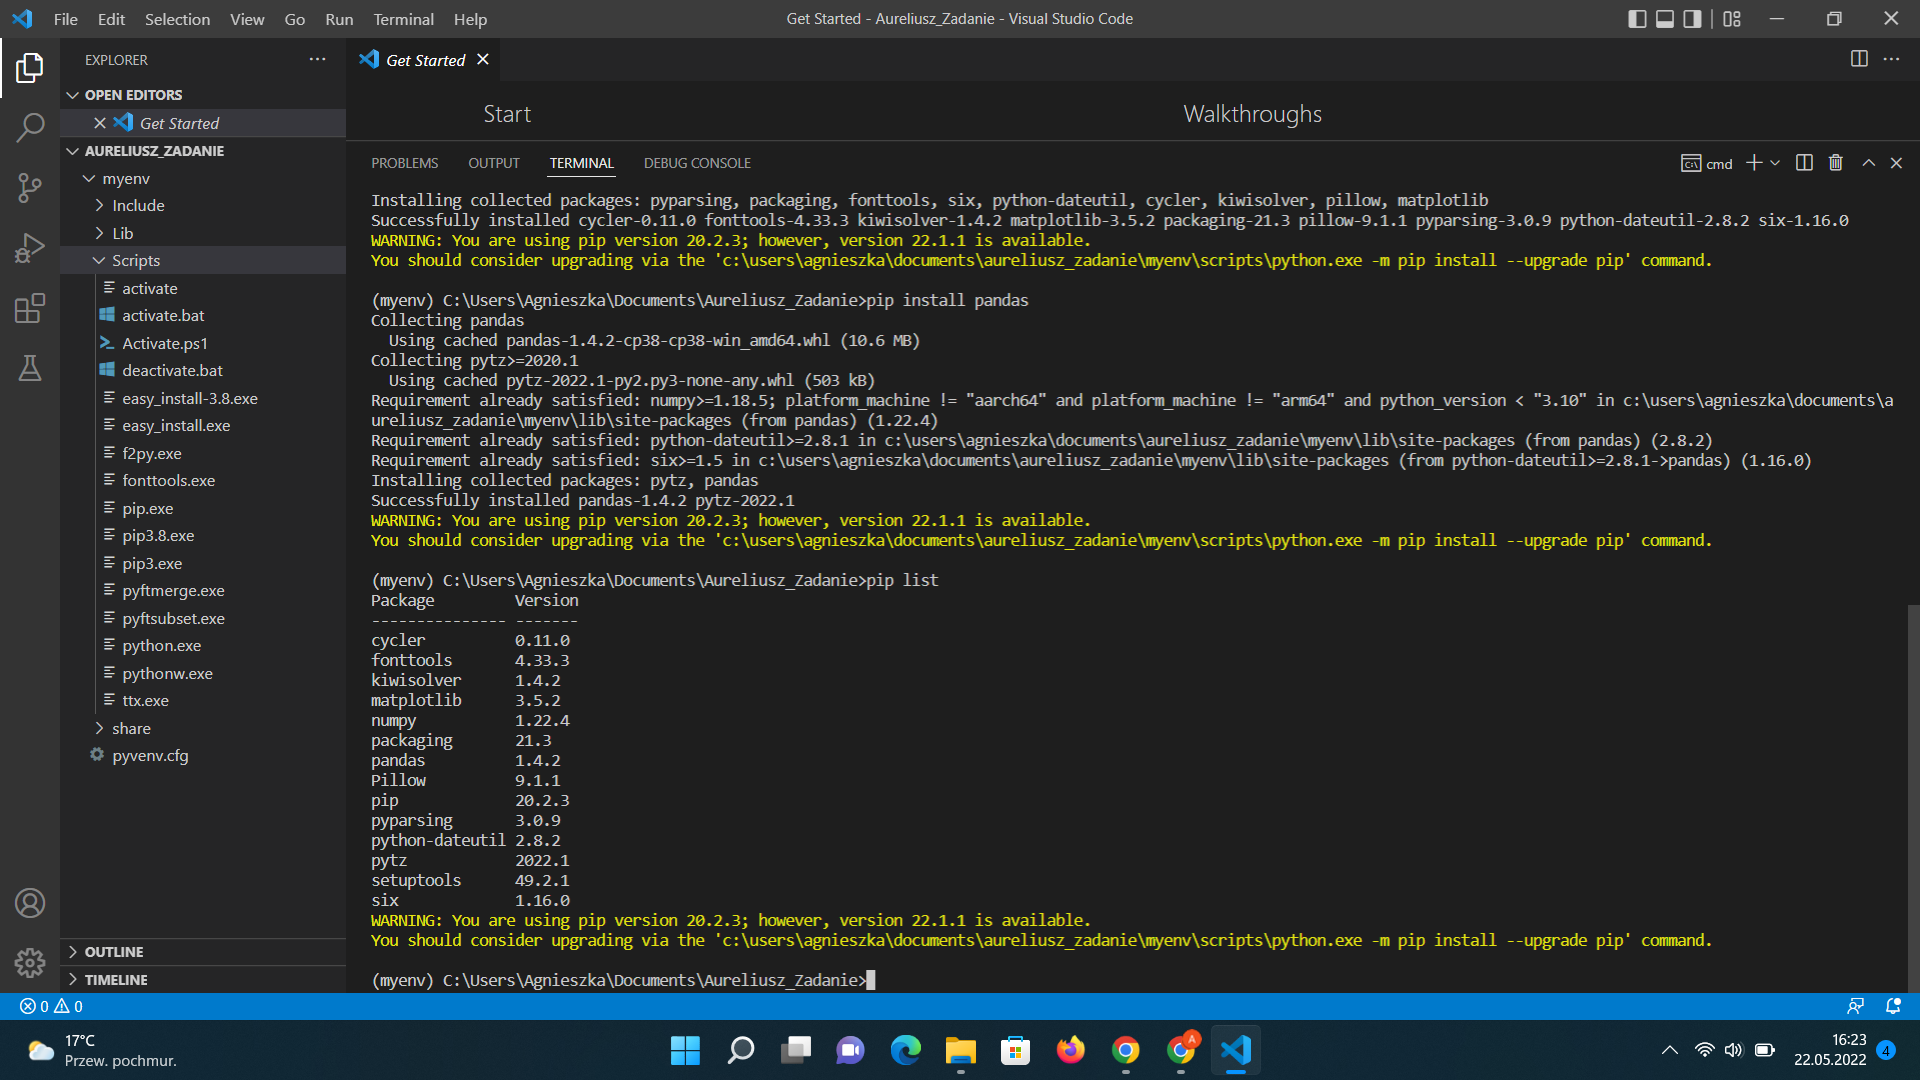 File Edit Selection View Go Run Terminal Help
Get Started - Aureliusz_Zadanie - Visual Studio Code
EXPLORER
OPEN EDITORS
Get Started
AURELIUSZ_ZADANIE
myenv
Include
Lib
Scripts
activate
activate.bat
Activate.ps1
deactivate.bat
easy_install-3.8.exe
easy_install.exe
f2py.exe
fonttools.exe
pip.exe
pip3.8.exe
pip3.exe
pyftmerge.exe
pyftsubset.exe
python.exe
pythonw.exe
ttx.exe
share
pyvenv.cfg
OUTLINE
TIMELINE
Get Started
Start
Walkthroughs
PROBLEMS OUTPUT TERMINAL DEBUG CONSOLE
cmd
Installing collected packages: pyparsing, packaging, fonttools, six, python-dateutil, cycler, kiwisolver, pillow, matplotlib
Successfully installed cycler-0.11.0 fonttools-4.33.3 kiwisolver-1.4.2 matplotlib-3.5.2 packaging-21.3 pillow-9.1.1 pyparsing-3.0.9 python-dateutil-2.8.2 six-1.16.0
WARNING: You are using pip version 20.2.3; however, version 22.1.1 is available.
You should consider upgrading via the 'c:\users\agnieszka\documents\aureliusz_zadanie\myenv\scripts\python.exe -m pip install --upgrade pip' command.
(myenv) C:\Users\Agnieszka\Documents\Aureliusz_Zadanie>pip install pandas
Collecting pandas
Using cached pandas-1.4.2-cp38-cp38-win_amd64.whl (10.6 MB)
Collecting pytz>=2020.1
Using cached pytz-2022.1-py2.py3-none-any.whl (503 kB)
Requirement already satisfied: numpy>=1.18.5; platform_machine != "aarch64" and platform_machine != "arm64" and python_version < "3.10" in c:\users\agnieszka\documents\a
ureliusz_zadanie\myenv\lib\site-packages (from pandas) (1.22.4)
Requirement already satisfied: python-dateutil>=2.8.1 in c:\users\agnieszka\documents\aureliusz_zadanie\myenv\lib\site-packages (from pandas) (2.8.2)
Requirement already satisfied: six>=1.5 in c:\users\agnieszka\documents\aureliusz_zadanie\myenv\lib\site-packages (from python-dateutil>=2.8.1->pandas) (1.16.0)
Installing collected packages: pytz, pandas
Successfully installed pandas-1.4.2 pytz-2022.1
WARNING: You are using pip version 20.2.3; however, version 22.1.1 is available.
You should consider upgrading via the 'c:\users\agnieszka\documents\aureliusz_zadanie\myenv\scripts\python.exe -m pip install --upgrade pip' command.
(myenv) C:\Users\Agnieszka\Documents\Aureliusz_Zadanie>pip list
Package Version
--------------- -------
cycler 0.11.0
fonttools 4.33.3
kiwisolver 1.4.2
matplotlib 3.5.2
numpy 1.22.4
packaging 21.3
pandas 1.4.2
Pillow 9.1.1
pip 20.2.3
pyparsing 3.0.9
python-dateutil 2.8.2
pytz 2022.1
setuptools 49.2.1
six 1.16.0
WARNING: You are using pip version 20.2.3; however, version 22.1.1 is available.
You should consider upgrading via the 'c:\users\agnieszka\documents\aureliusz_zadanie\myenv\scripts\python.exe -m pip install --upgrade pip' command.
(myenv) C:\Users\Agnieszka\Documents\Aureliusz_Zadanie>
0 0
17°C
Przew. pochmur.
A
16:23
22.05.2022
4